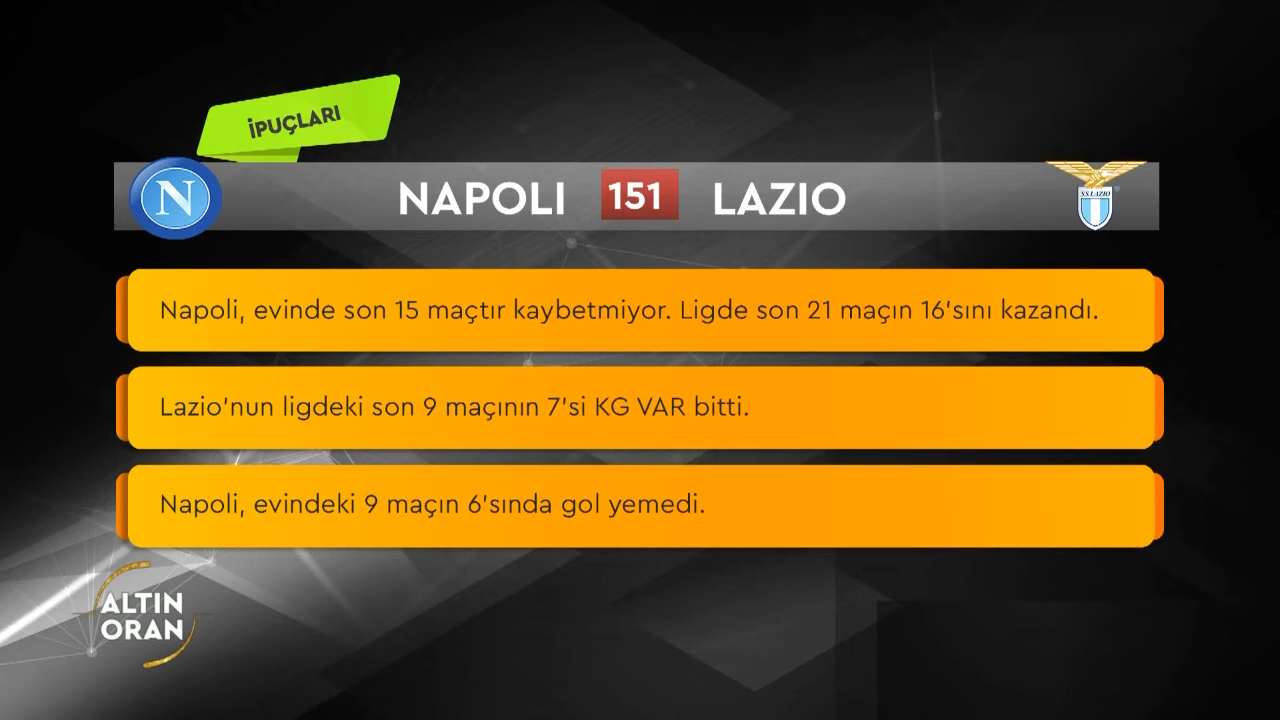 İPUÇLARI
N
NAPOLI 151 LAZIO
S.S.LAZIO
Napoli, evinde son 15 maçtır kaybetmiyor. Ligde son 21 maçın 16'sını kazandı.
Lazio'nun ligdeki son 9 maçının 7'si KG VAR bitti.
Napoli, evindeki 9 maçın 6'sında gol yemedi.
ALTIN
ORAN